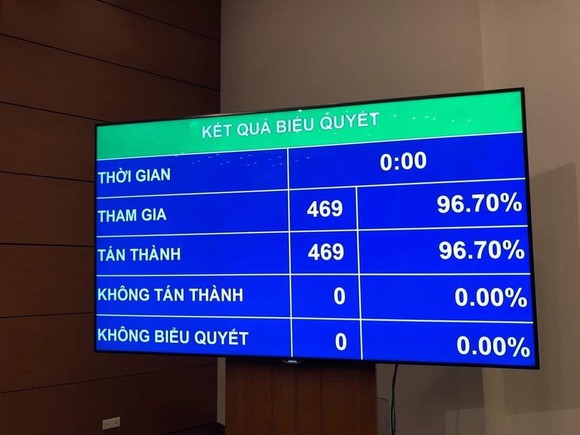 KẾT QUẢ BIỂU QUYẾT
THỜI GIAN 0:00
THAM GIA 469 96.70%
TÁN THÀNH 469 96.70%
KHÔNG TÁN THÀNH 0 0.00%
KHÔNG BIỂU QUYẾT 0 0.00%